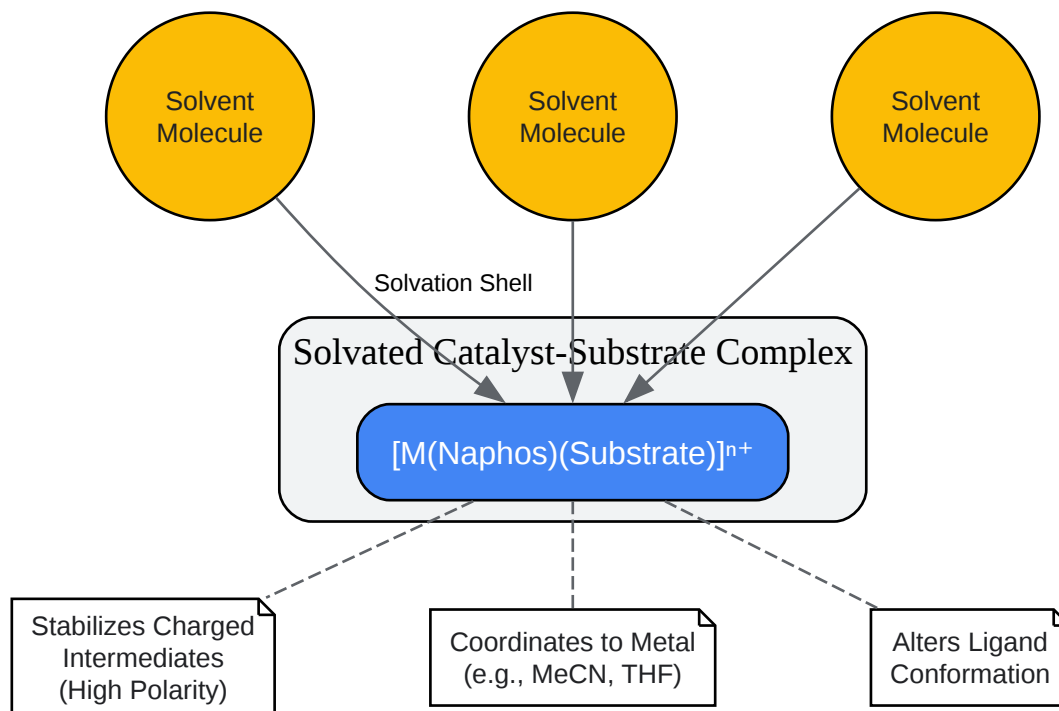 Solvent
Molecule
Solvent
Molecule
Solvent
Molecule
Solvation Shell
Solvated Catalyst-Substrate Complex
[M(Naphos)(Substrate)]ⁿ⁺
Stabilizes Charged
Intermediates
(High Polarity)
Coordinates to Metal
(e.g., MeCN, THF)
Alters Ligand
Conformation